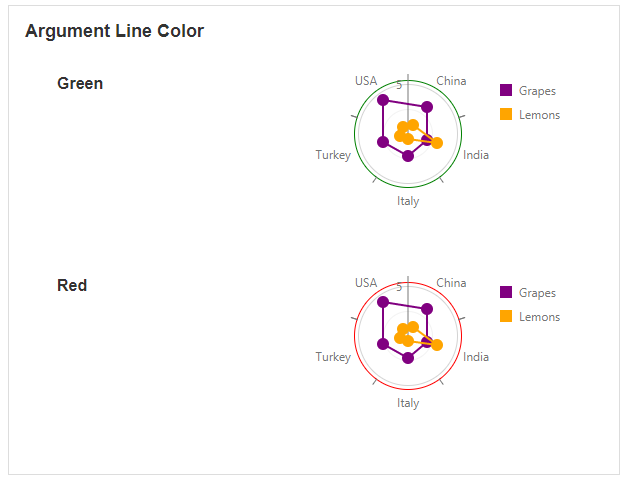 Argument Line Color
Green
USA
5
China
Turkey
India
Italy
Grapes
Lemons
Red
USA
5
China
Turkey
India
Italy
Grapes
Lemons